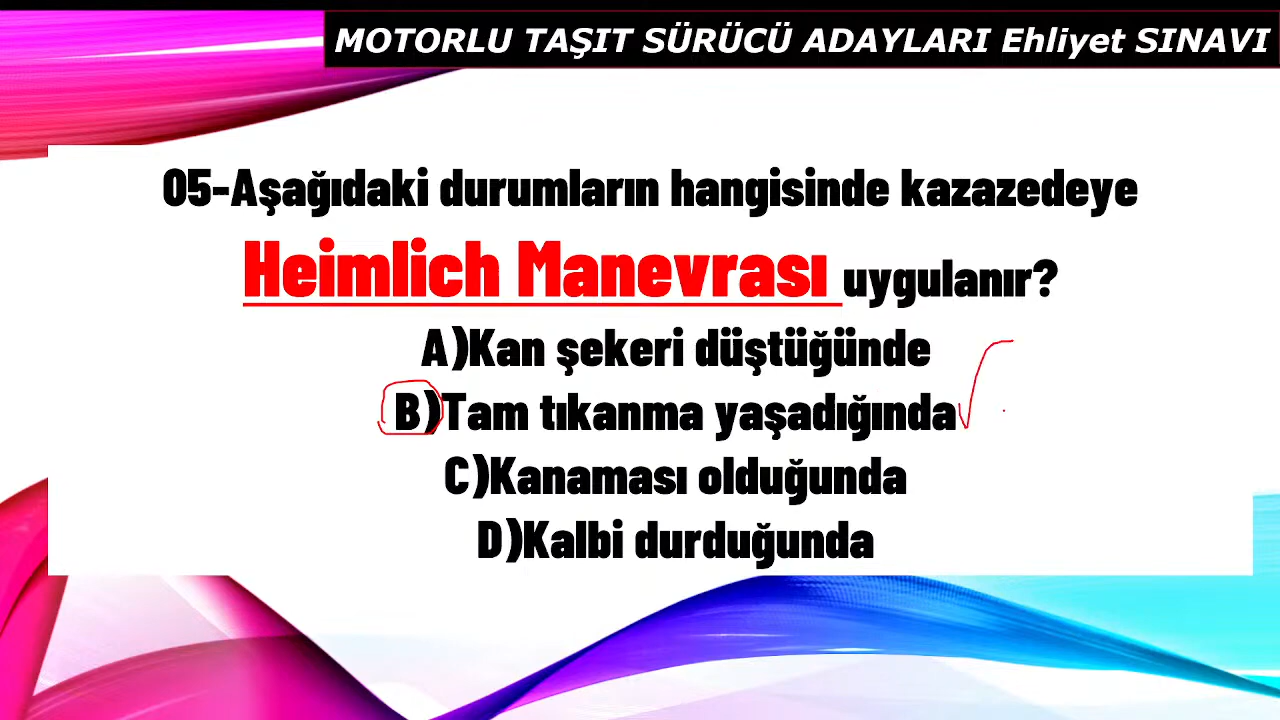 MOTORLU TAŞIT SÜRÜCÜ ADAYLARI Ehliyet SINAVI
05-Aşağıdaki durumların hangisinde kazazedeye
Heimlich Manevrası uygulanır?
A)Kan şekeri düştüğünde
B)Tam tıkanma yaşadığında
C)Kanaması olduğunda
D)Kalbi durduğunda